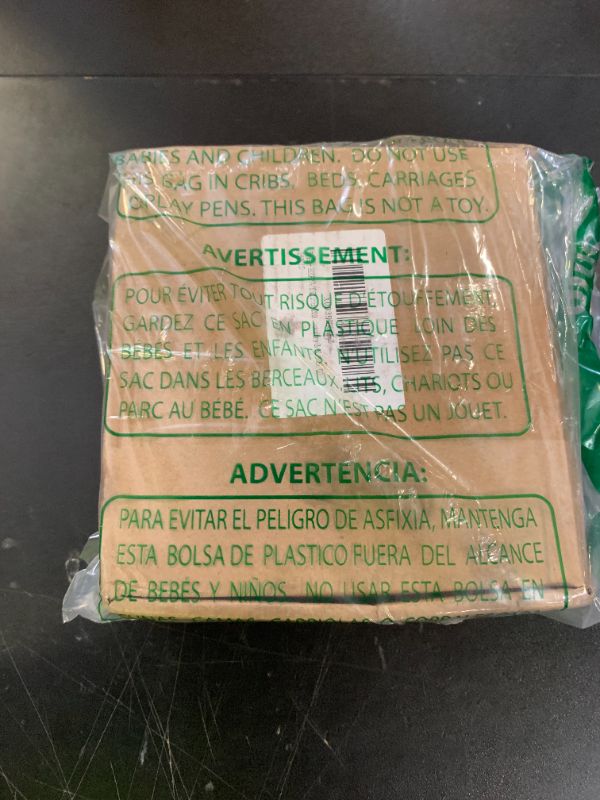 BABIES AND CHILDREN. DO NOT USE
THIS BAG IN CRIBS, BEDS, CARRIAGES
PLAY PENS. THIS BAG IS NOT A TOY.
AVERTISSEMENT:
POUR ÉVITER TOUT RISQUE D'ÉTOUFFEMENT,
GARDEZ CE SAC EN PLASTIQUE LOIN DES
BEBÉS ET LES ENFANTS. N'UTILISEZ PAS CE
SAC DANS LES BERCEAUX, LITS, CHARIOTS OU
PARC AU BÉBÉ. CE SAC N'EST PAS UN JOUET.
ADVERTENCIA:
PARA EVITAR EL PELIGRO DE ASFIXIA, MANTENGA
ESTA BOLSA DE PLASTICO FUERA DEL ALCANCE
DE BEBÉS Y NIÑOS. NO USAR ESTA BOLSA EN